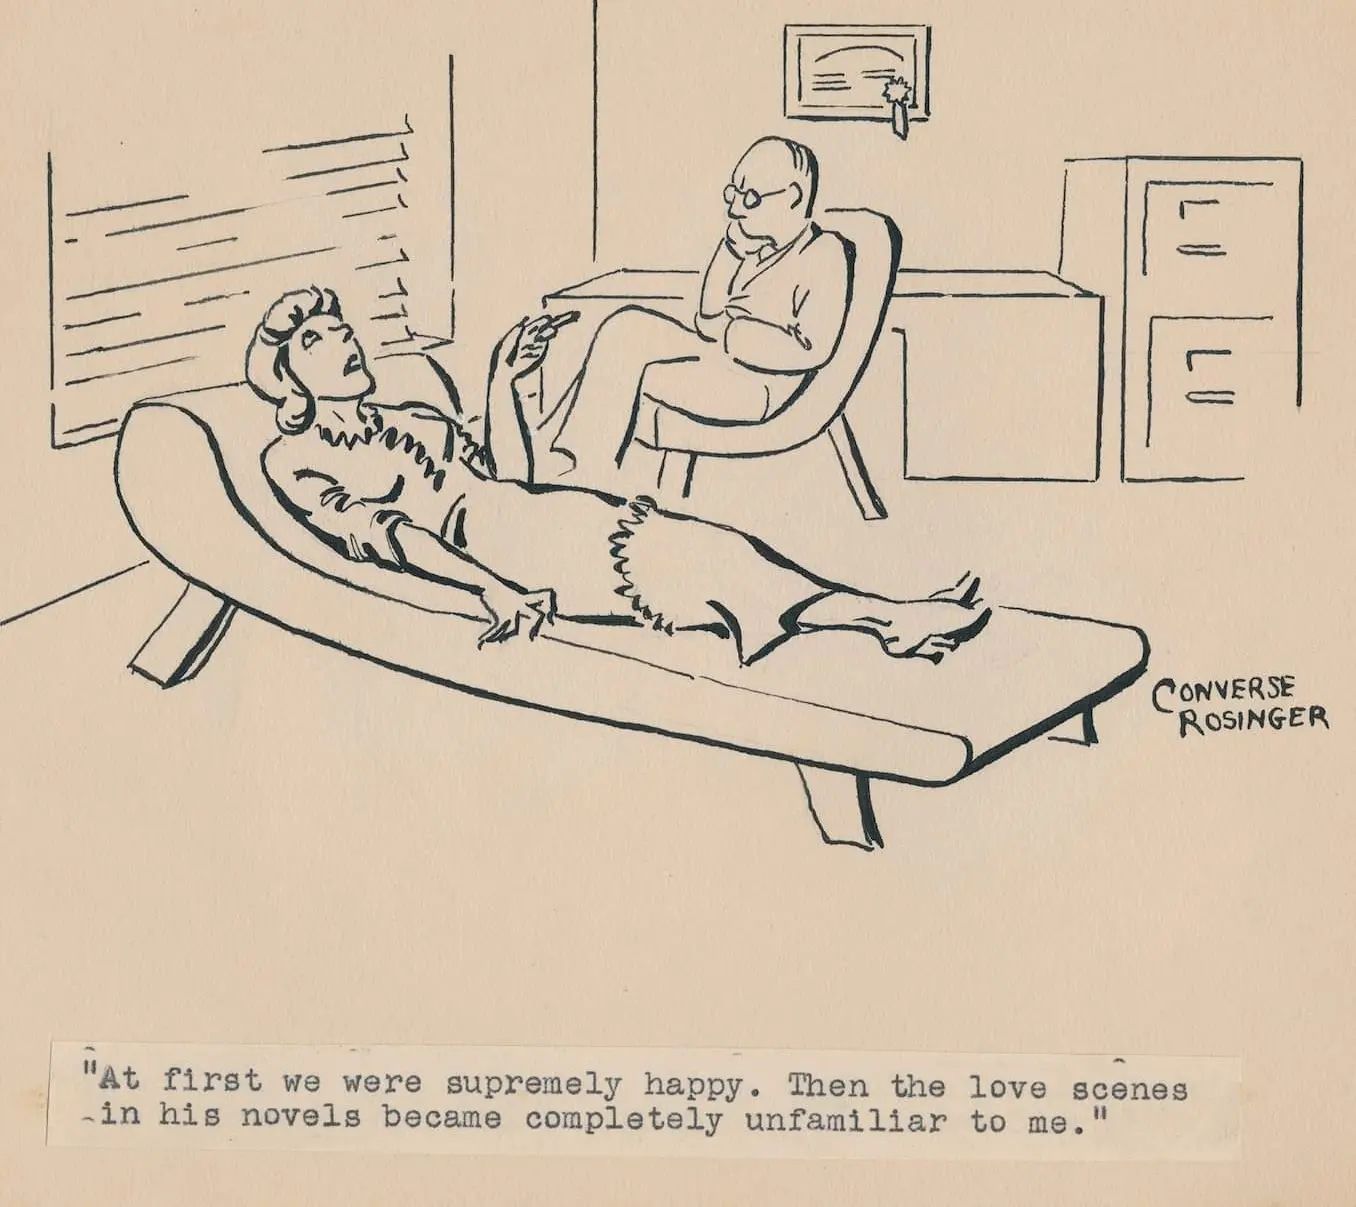 CONVERSE
ROSINGER
"At first we were supremely happy. Then the love scenes
-in his novels became completely unfamiliar to me."